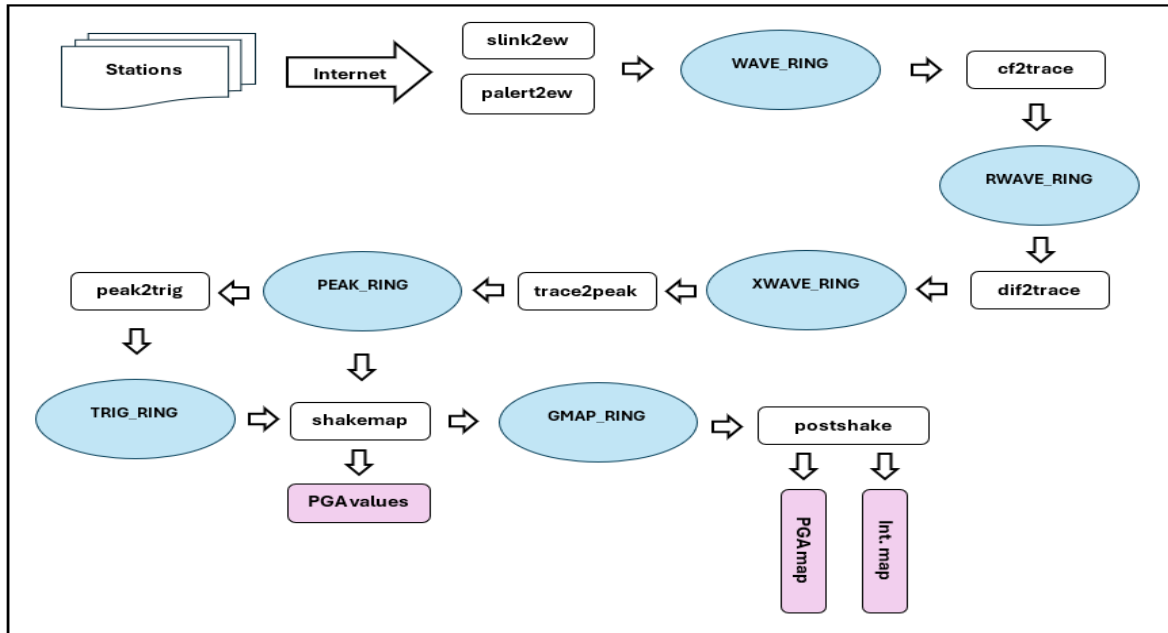 Stations
Internet
slink2ew
palert2ew
WAVE_RING
cf2trace
RWAVE_RING
dif2trace
XWAVE_RING
trace2peak
PEAK_RING
peak2trig
TRIG_RING
shakemap
GMAP_RING
postshake
PGA values
PGA map
Int. map